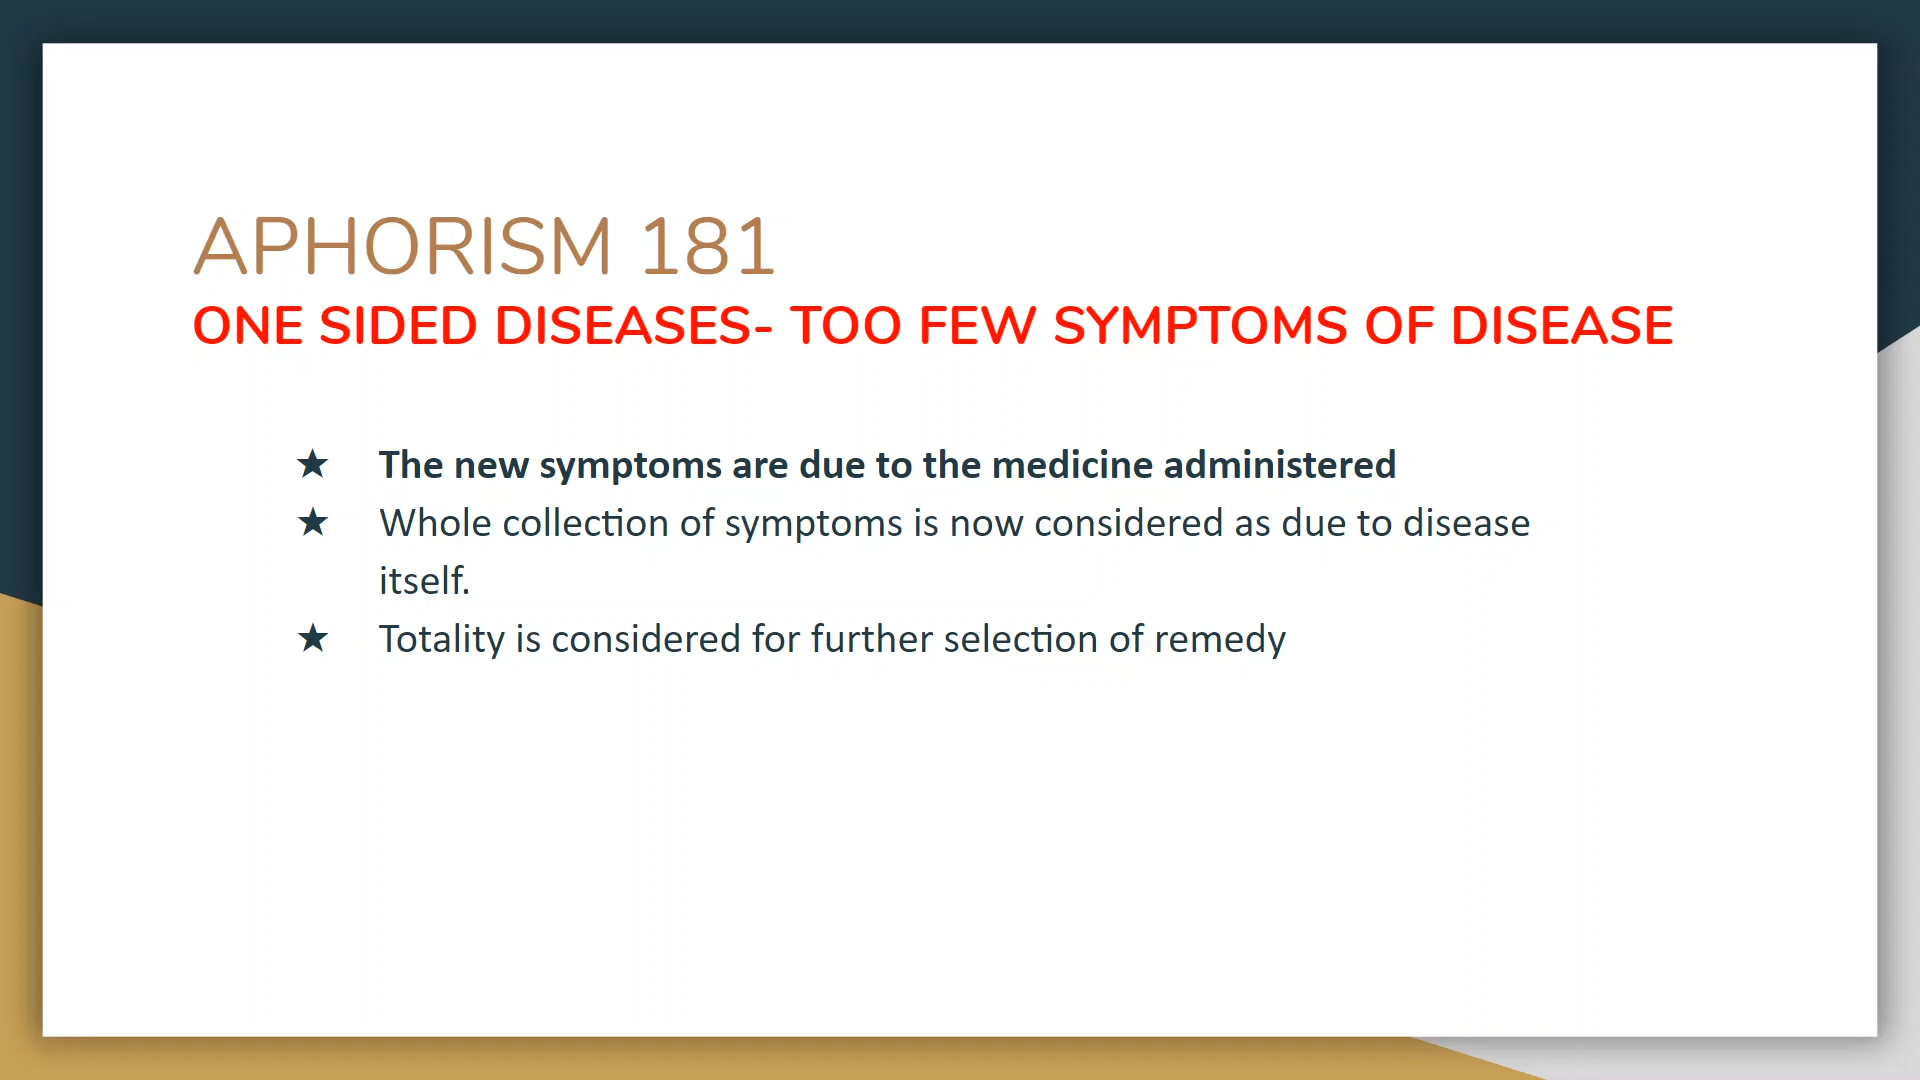 APHORISM 181
ONE SIDED DISEASES- TOO FEW SYMPTOMS OF DISEASE
★ The new symptoms are due to the medicine administered
★ Whole collection of symptoms is now considered as due to disease
itself.
★ Totality is considered for further selection of remedy